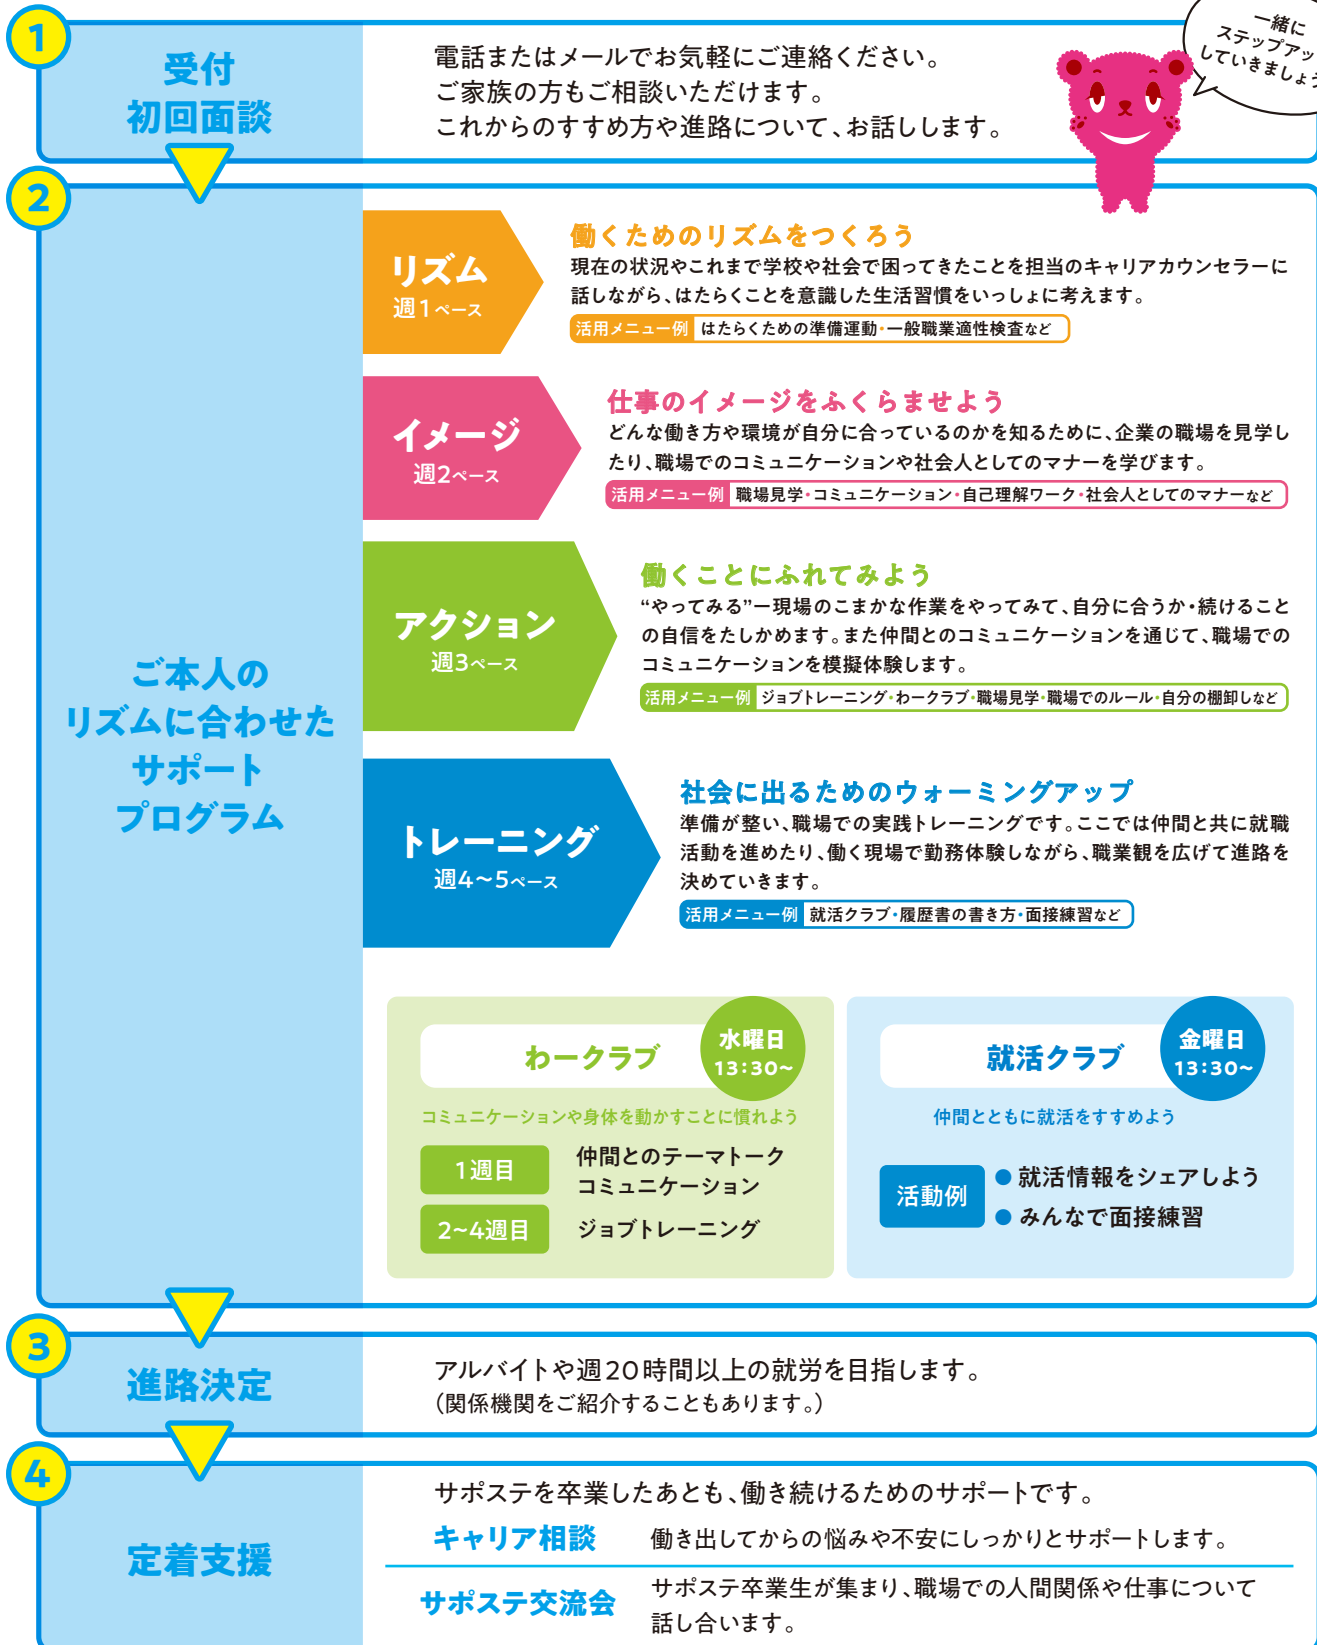 1
受付
初回面談
電話またはメールでお気軽にご連絡ください。
ご家族の方もご相談いただけます。
これからのすすめ方や進路について、お話しします。
一緒に
ステップアッ
していきましょ
2
ご本人の
リズムに合わせた
サポート
プログラム
リズム
週1ペース
働くためのリズムをつくろう
現在の状況やこれまで学校や社会で困ってきたことを担当のキャリアカウンセラーに
話しながら、はたらくことを意識した生活習慣をいっしょに考えます。
活用メニュー例 はたらくための準備運動・一般職業適性検査など
イメージ
週2ペース
仕事のイメージをふくらませよう
どんな働き方や環境が自分に合っているのかを知るために、企業の職場を見学し
たり、職場でのコミュニケーションや社会人としてのマナーを学びます。
活用メニュー例 職場見学・コミュニケーション・自己理解ワーク・社会人としてのマナーなど
アクション
週3ペース
働くことにふれてみよう
“やってみる”ー現場のこまかな作業をやってみて、自分に合うか・続けること
の自信をたしかめます。また仲間とのコミュニケーションを通じて、職場での
コミュニケーションを模擬体験します。
活用メニュー例 ジョブトレーニング・わークラブ・職場見学・職場でのルール・自分の棚卸しなど
トレーニング
週4～5ペース
社会に出るためのウォーミングアップ
準備が整い、職場での実践トレーニングです。ここでは仲間と共に就職
活動を進めたり、働く現場で勤務体験しながら、職業観を広げて進路を
決めていきます。
活用メニュー例 就活クラブ・履歴書の書き方・面接練習など
わークラブ
水曜日
13:30～
コミュニケーションや身体を動かすことに慣れよう
1週目
仲間とのテーマトーク
コミュニケーション
2～4週目
ジョブトレーニング
就活クラブ
金曜日
13:30～
仲間とともに就活をすすめよう
活動例
● 就活情報をシェアしよう
● みんなで面接練習
3
進路決定
アルバイトや週20時間以上の就労を目指します。
（関係機関をご紹介することもあります。）
4
定着支援
サポステを卒業したあとも、働き続けるためのサポートです。
キャリア相談
働き出してからの悩みや不安にしっかりとサポートします。
サポステ交流会
サポステ卒業生が集まり、職場での人間関係や仕事について
話し合います。